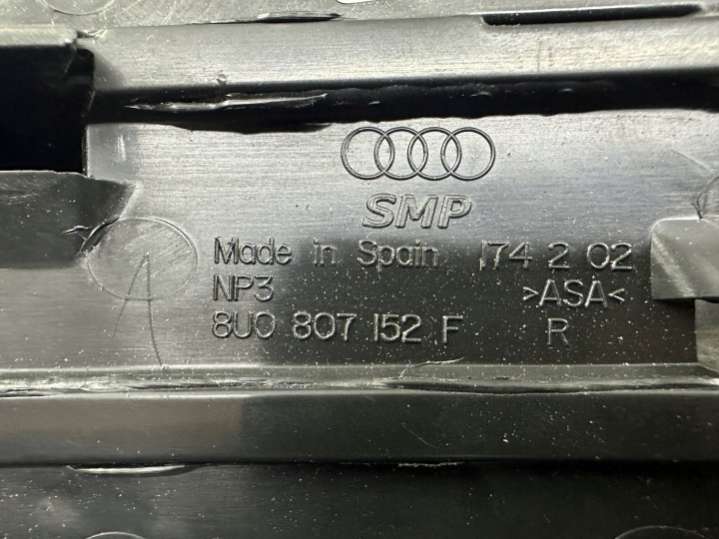 SMP
Made in Spain 174 2 02
NP3 >ASA<
8U0 807 152 F R